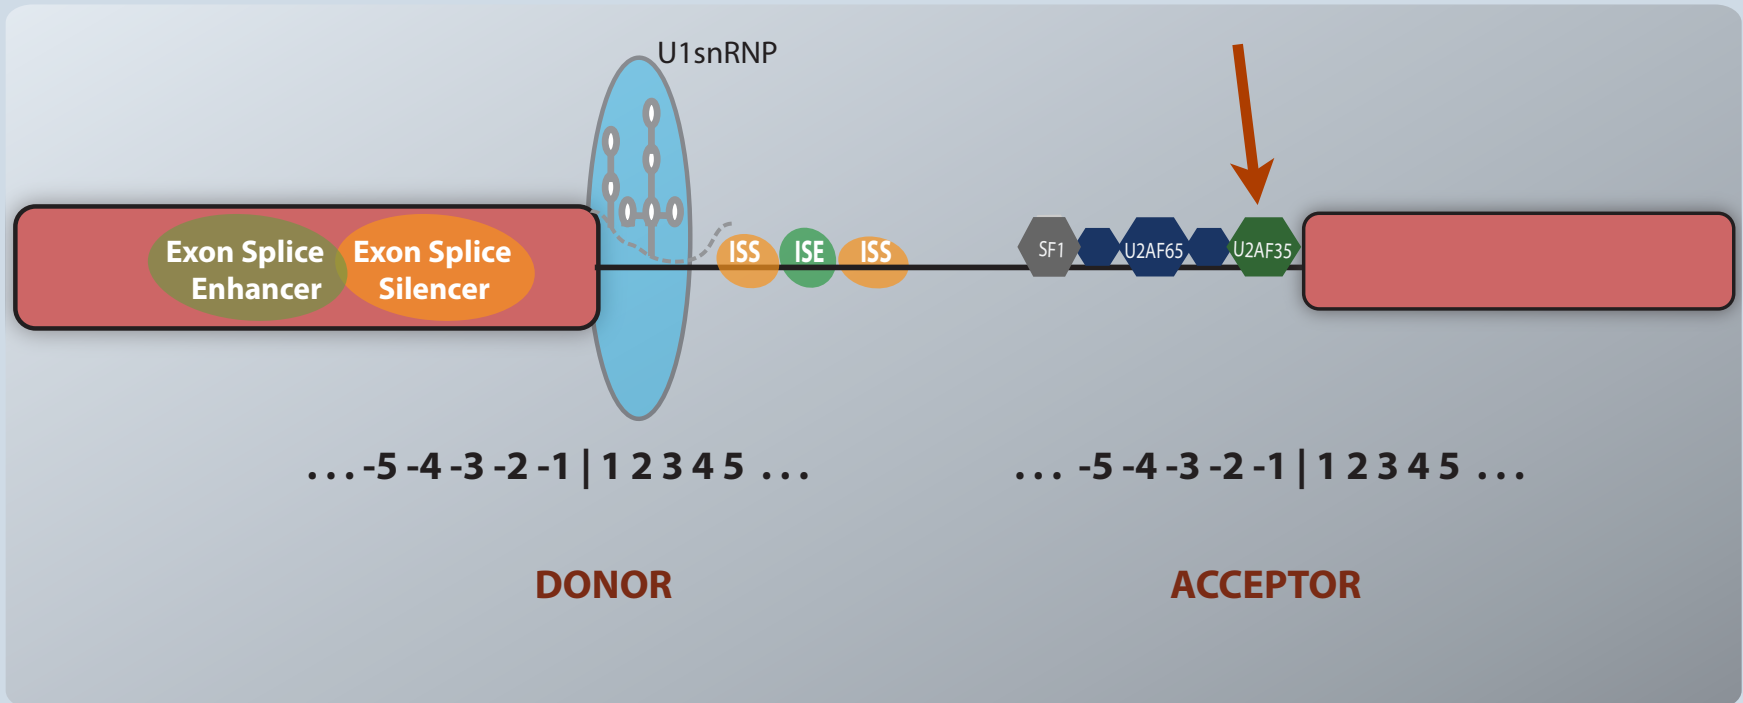 U1snRNP
Exon Splice
Enhancer
Exon Splice
Silencer
ISS
ISE
ISS
SF1
U2AF65
U2AF35
. . . -5 -4 -3 -2 -1 | 1 2 3 4 5 . . .
. . . -5 -4 -3 -2 -1 | 1 2 3 4 5 . . .
DONOR
ACCEPTOR